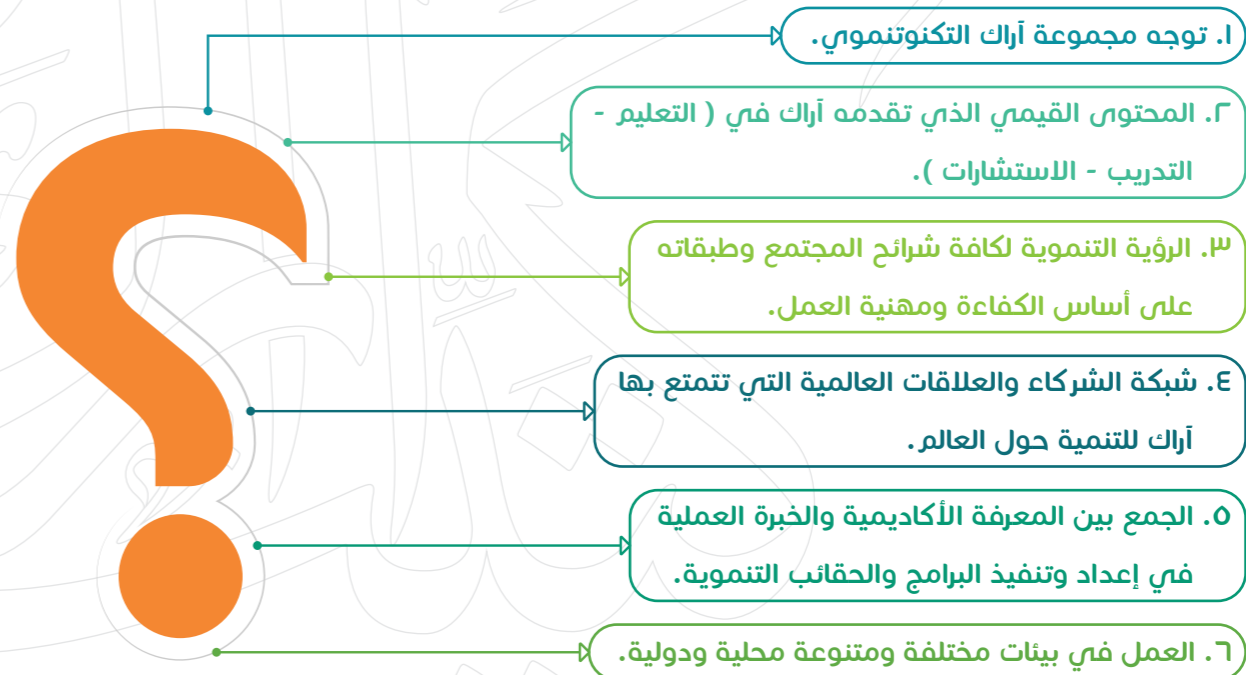 ١. توجه مجموعة آراك التكنوتنموي.
٢. المحتوى القيمي الذي تقدمه آراك في ( التعليم -
التدريب - الاستشارات ).
٣. الرؤية التنموية لكافة شرائح المجتمع وطبقاته
على أساس الكفاءة ومهنية العمل.
٤. شبكة الشركاء والعلاقات العالمية التي تتمتع بها
آراك للتنمية حول العالم.
٥. الجمع بين المعرفة الأكاديمية والخبرة العملية
في إعداد وتنفيذ البرامج والحقائب التنموية.
٦. العمل في بيئات مختلفة ومتنوعة محلية ودولية.